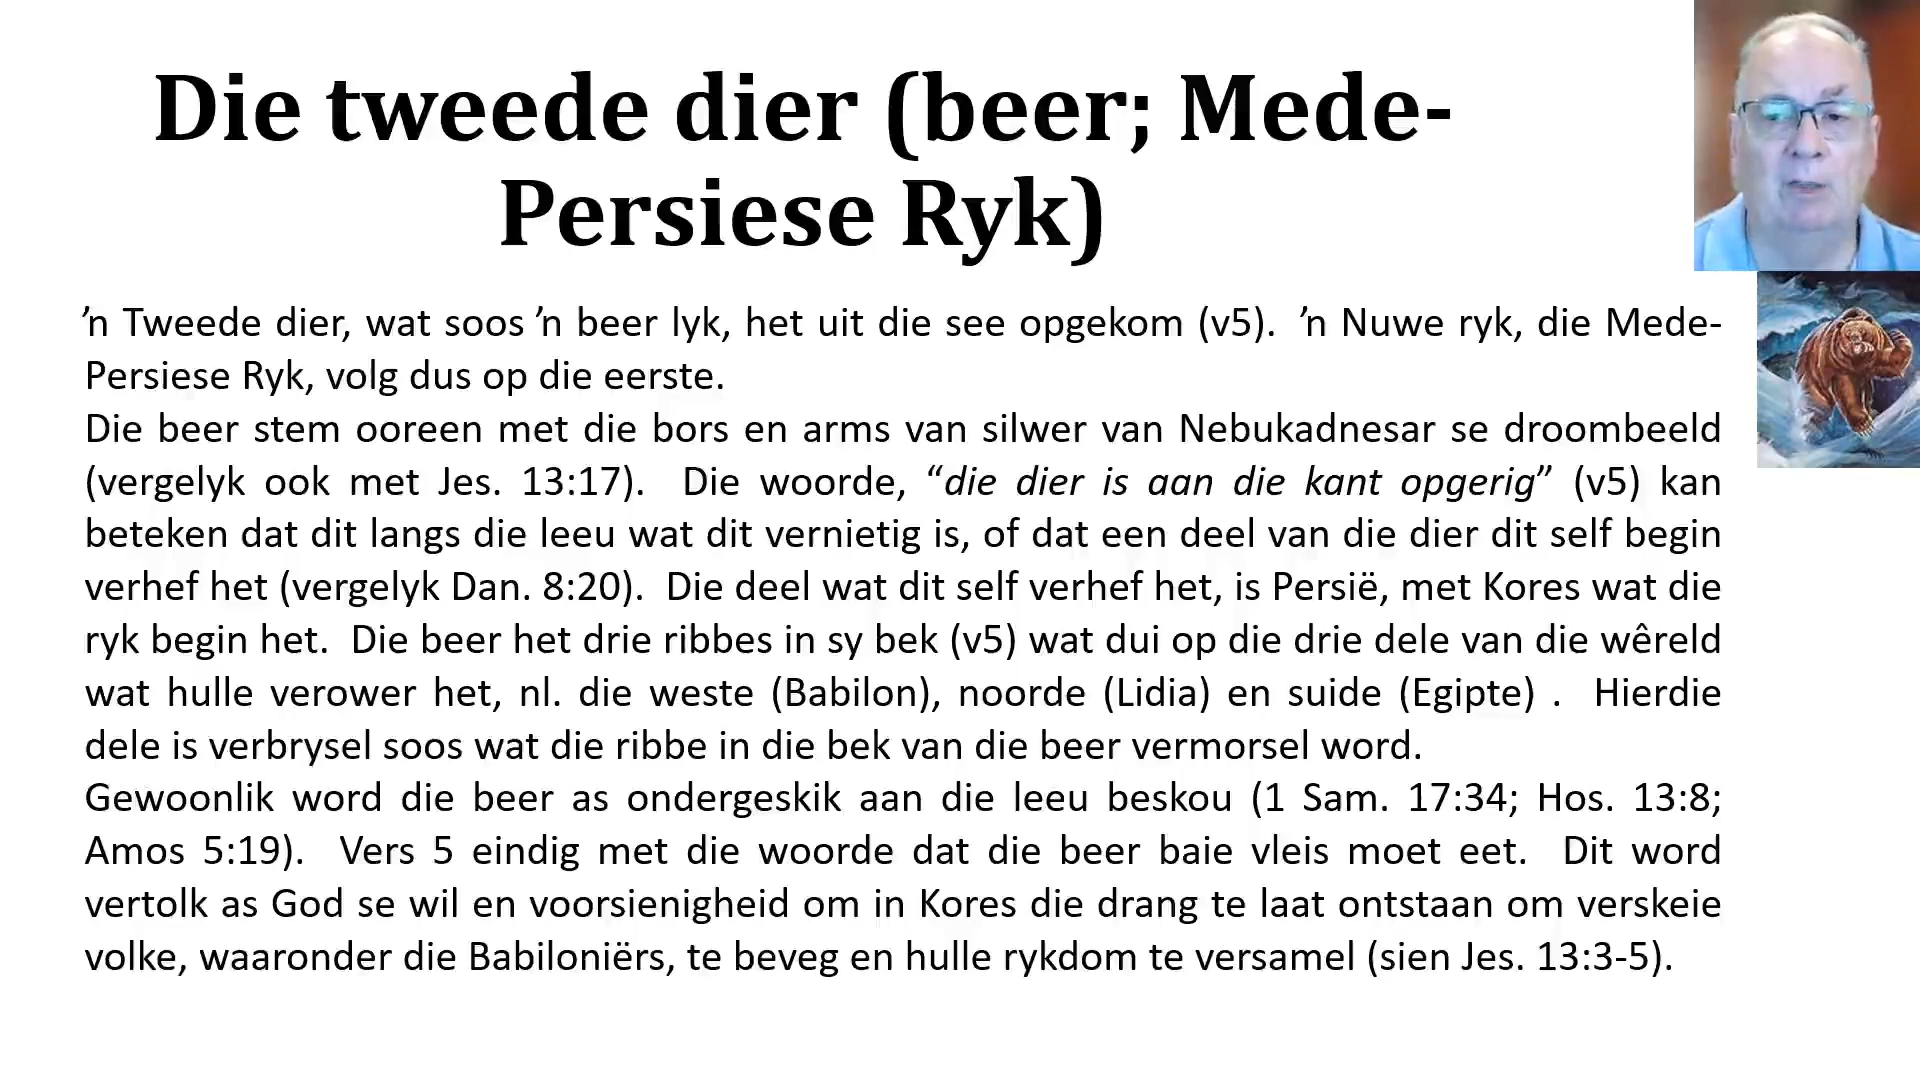 Die tweede dier (beer; Mede-
Persiese Ryk)
ŉ Tweede dier, wat soos ŉ beer lyk, het uit die see opgekom (v5). ŉ Nuwe ryk, die Mede-
Persiese Ryk, volg dus op die eerste.
Die beer stem ooreen met die bors en arms van silwer van Nebukadnesar se droombeeld
(vergelyk ook met Jes. 13:17). Die woorde, “die dier is aan die kant opgerig” (v5) kan
beteken dat dit langs die leeu wat dit vernietig is, of dat een deel van die dier dit self begin
verhef het (vergelyk Dan. 8:20). Die deel wat dit self verhef het, is Persië, met Kores wat die
ryk begin het. Die beer het drie ribbes in sy bek (v5) wat dui op die drie dele van die wêreld
wat hulle verower het, nl. die weste (Babilon), noorde (Lidia) en suide (Egipte) . Hierdie
dele is verbrysel soos wat die ribbe in die bek van die beer vermorsel word.
Gewoonlik word die beer as ondergeskik aan die leeu beskou (1 Sam. 17:34; Hos. 13:8;
Amos 5:19). Vers 5 eindig met die woorde dat die beer baie vleis moet eet. Dit word
vertolk as God se wil en voorsienigheid om in Kores die drang te laat ontstaan om verskeie
volke, waaronder die Babiloniërs, te beveg en hulle rykdom te versamel (sien Jes. 13:3-5).